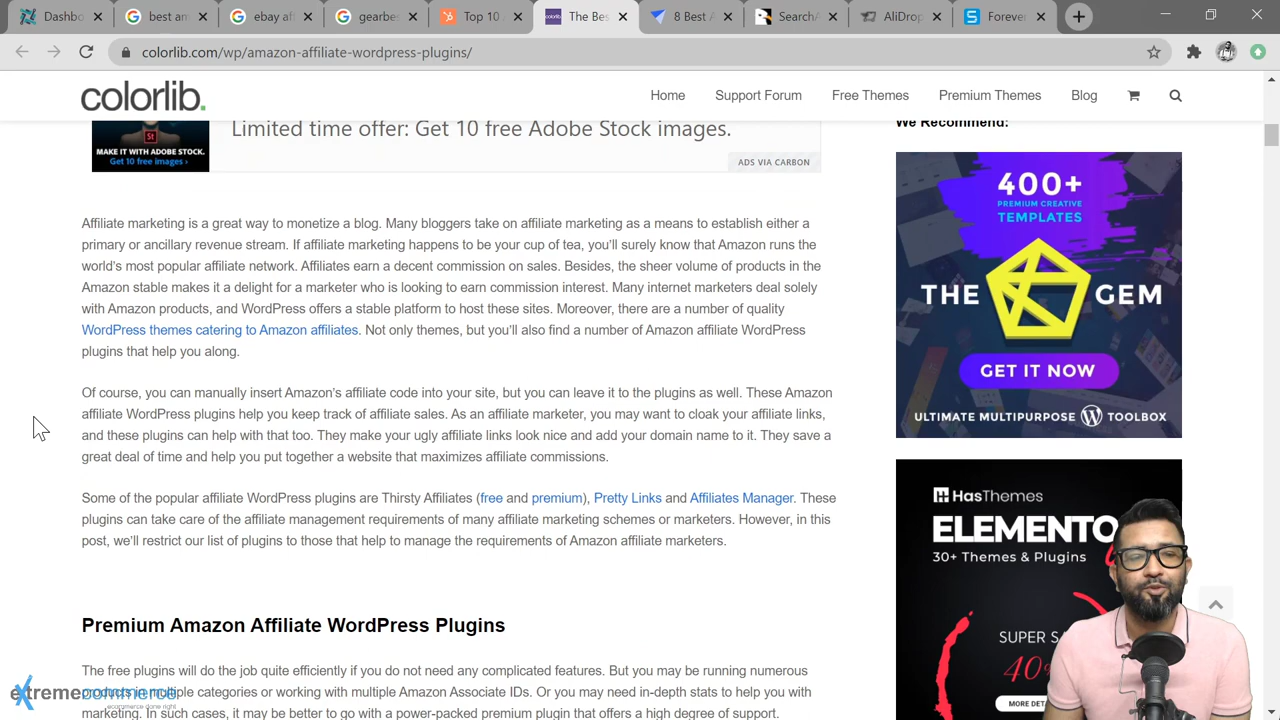 Top 10
The Bes
8 Best
SearchA
AliDrop
Foreve
colorlib.com/wp/amazon-affiliate-wordpress-plugins/
colorlib.
Home
Support Forum
Free Themes
Premium Themes
Blog
St
MAKE IT WITH ADOBE STOCK.
Get 10 free images ›
Limited time offer: Get 10 free Adobe Stock images.
ADS VIA CARBON
We Recommend:
Affiliate marketing is a great way to monetize a blog. Many bloggers take on affiliate marketing as a means to establish either a
primary or ancillary revenue stream. If affiliate marketing happens to be your cup of tea, you'll surely know that Amazon runs the
world's most popular affiliate network. Affiliates earn a decent commission on sales. Besides, the sheer volume of products in the
Amazon stable makes it a delight for a marketer who is looking to earn commission interest. Many internet marketers deal solely
with Amazon products, and WordPress offers a stable platform to host these sites. Moreover, there are a number of quality
WordPress themes catering to Amazon affiliates. Not only themes, but you'll also find a number of Amazon affiliate WordPress
plugins that help you along.
Of course, you can manually insert Amazon's affiliate code into your site, but you can leave it to the plugins as well. These Amazon
affiliate WordPress plugins help you keep track of affiliate sales. As an affiliate marketer, you may want to cloak your affiliate links,
and these plugins can help with that too. They make your ugly affiliate links look nice and add your domain name to it. They save a
great deal of time and help you put together a website that maximizes affiliate commissions.
Some of the popular affiliate WordPress plugins are Thirsty Affiliates (free and premium), Pretty Links and Affiliates Manager. These
plugins can take care of the affiliate management requirements of many affiliate marketing schemes or marketers. However, in this
post, we'll restrict our list of plugins to those that help to manage the requirements of Amazon affiliate marketers.
Premium Amazon Affiliate WordPress Plugins
The free plugins will do the job quite efficiently if you do not need any complicated features. But you may be running numerous
products in multiple categories or working with multiple Amazon Associate IDs. Or you may need in-depth stats to help you with
marketing. In such cases, it may be better to go with a power-packed premium plugin that offers a high degree of support.
400+
PREMIUM CREATIVE
TEMPLATES
THE GEM
GET IT NOW
ULTIMATE MULTIPURPOSE TOOLBOX
HasThemes
ELEMENTO
30+ Themes & Plugins
SUPER SA
40%
MORE DETA
extremecommerce
ecommerce done right